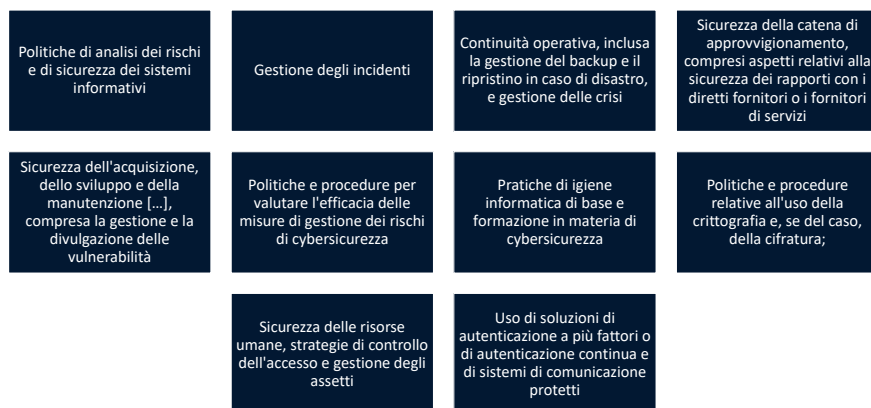 Politiche di analisi dei rischi
e di sicurezza dei sistemi
informativi
Gestione degli incidenti
Continuità operativa, inclusa
la gestione del backup e il
ripristino in caso di disastro,
e gestione delle crisi
Sicurezza della catena di
approvvigionamento,
compresi aspetti relativi alla
sicurezza dei rapporti con i
diretti fornitori o i fornitori
di servizi
Sicurezza dell'acquisizione,
dello sviluppo e della
manutenzione […],
compresa la gestione e la
divulgazione delle
vulnerabilità
Politiche e procedure per
valutare l'efficacia delle
misure di gestione dei rischi
di cybersicurezza
Pratiche di igiene
informatica di base e
formazione in materia di
cybersicurezza
Politiche e procedure
relative all'uso della
crittografia e, se del caso,
della cifratura;
Sicurezza delle risorse
umane, strategie di controllo
dell'accesso e gestione degli
assetti
Uso di soluzioni di
autenticazione a più fattori o
di autenticazione continua e
di sistemi di comunicazione
protetti